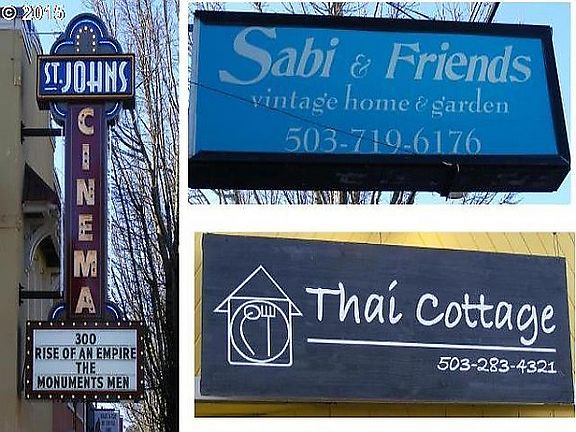 © 2015
ST. JOHNS
CINEMA
300
RISE OF AN EMPIRE
THE
MONUMENTS MEN
Sabi & Friends
vintage home & garden
503-719-6176
Thai Cottage
503-283-4321